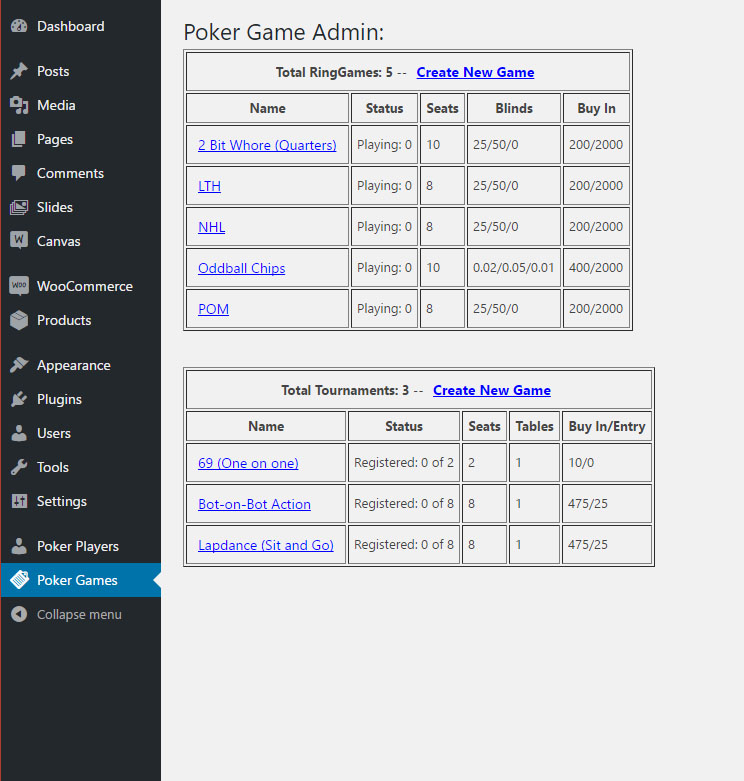 Dashboard
Posts
Media
Pages
Comments
Slides
Canvas
WooCommerce
Products
Appearance
Plugins
Users
Tools
Settings
Poker Players
Poker Games
Collapse menu
Poker Game Admin:
Total RingGames: 5 -- Create New Game
Name Status Seats Blinds Buy In
2 Bit Whore (Quarters) Playing: 0 10 25/50/0 200/2000
LTH Playing: 0 8 25/50/0 200/2000
NHL Playing: 0 8 25/50/0 200/2000
Oddball Chips Playing: 0 10 0.02/0.05/0.01 400/2000
POM Playing: 0 8 25/50/0 200/2000
Total Tournaments: 3 -- Create New Game
Name Status Seats Tables Buy In/Entry
69 (One on one) Registered: 0 of 2 2 1 10/0
Bot-on-Bot Action Registered: 0 of 8 8 1 475/25
Lapdance (Sit and Go) Registered: 0 of 8 8 1 475/25